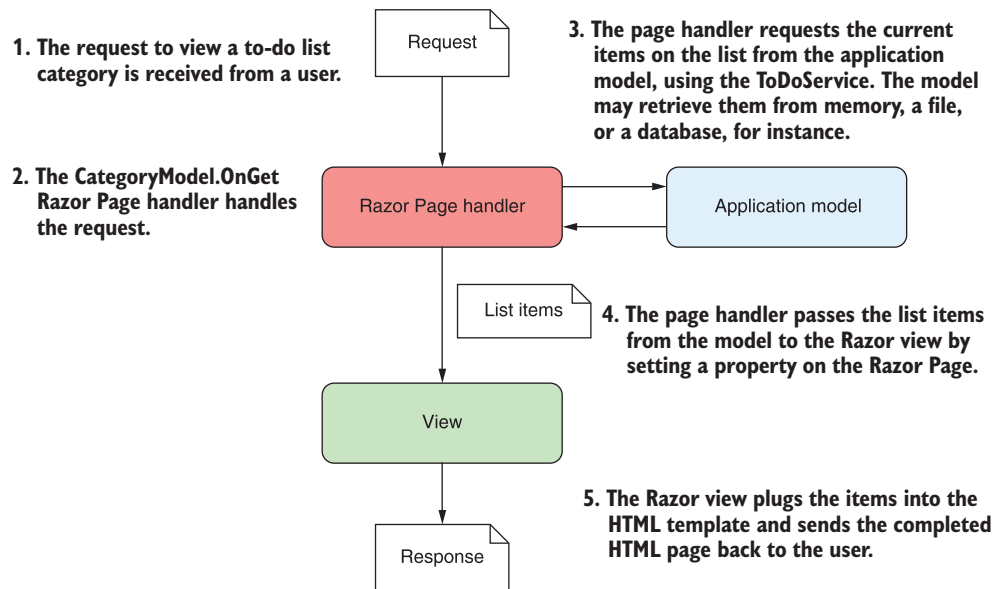 1. The request to view a to-do list
category is received from a user.
Request
3. The page handler requests the current
items on the list from the application
model, using the ToDoService. The model
may retrieve them from memory, a file,
or a database, for instance.
2. The CategoryModel.OnGet
Razor Page handler handles
the request.
Razor Page handler
Application model
List items
4. The page handler passes the list items
from the model to the Razor view by
setting a property on the Razor Page.
View
5. The Razor view plugs the items into the
HTML template and sends the completed
HTML page back to the user.
Response